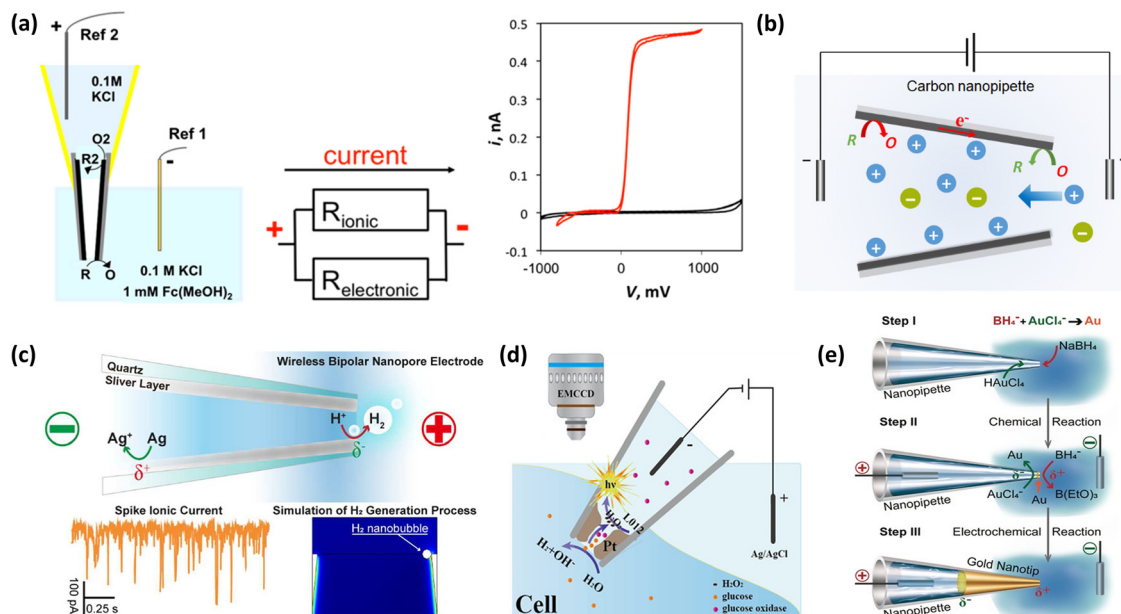 (a)
+
Ref 2
0.1M
KCl
O2
R2
Ref 1
-
R
O
0.1 M KCl
1 mM Fc(MeOH)₂
current
+
R_ionic
-
R_electronic
0.5
0.4
0.3
0.2
0.1
0
-0.1
i, nA
-1000
0
1000
V, mV
(b)
Carbon nanopipette
e⁻
R
O
R
O
-
-
+
+
+
+
+
+
+
+
-
-
-
(c)
Wireless Bipolar Nanopore Electrode
Quartz
Sliver Layer
-
Ag⁺
Ag
δ⁺
H⁺
H₂
δ⁻
+
Spike Ionic Current
100 pA
0.25 s
Simulation of H₂ Generation Process
H₂ nanobubble
(d)
EMCCD
-
+
hv
H₂O₂
L012
Pt
H₂+OH⁻
H₂O
Ag/AgCl
Cell
H₂O₂
glucose
glucose oxidase
(e)
Step I
BH₄⁻ + AuCl₄⁻ → Au
NaBH₄
HAuCl₄
Nanopipette
Step II
Chemical
Reaction
Au
BH₄⁻
-
+
δ⁻
δ⁺
AuCl₄⁻
Au
B(EtO)₃
Nanopipette
Step III
Electrochemical
Reaction
Gold Nanotip
-
+
δ⁻
δ⁺
Nanopipette